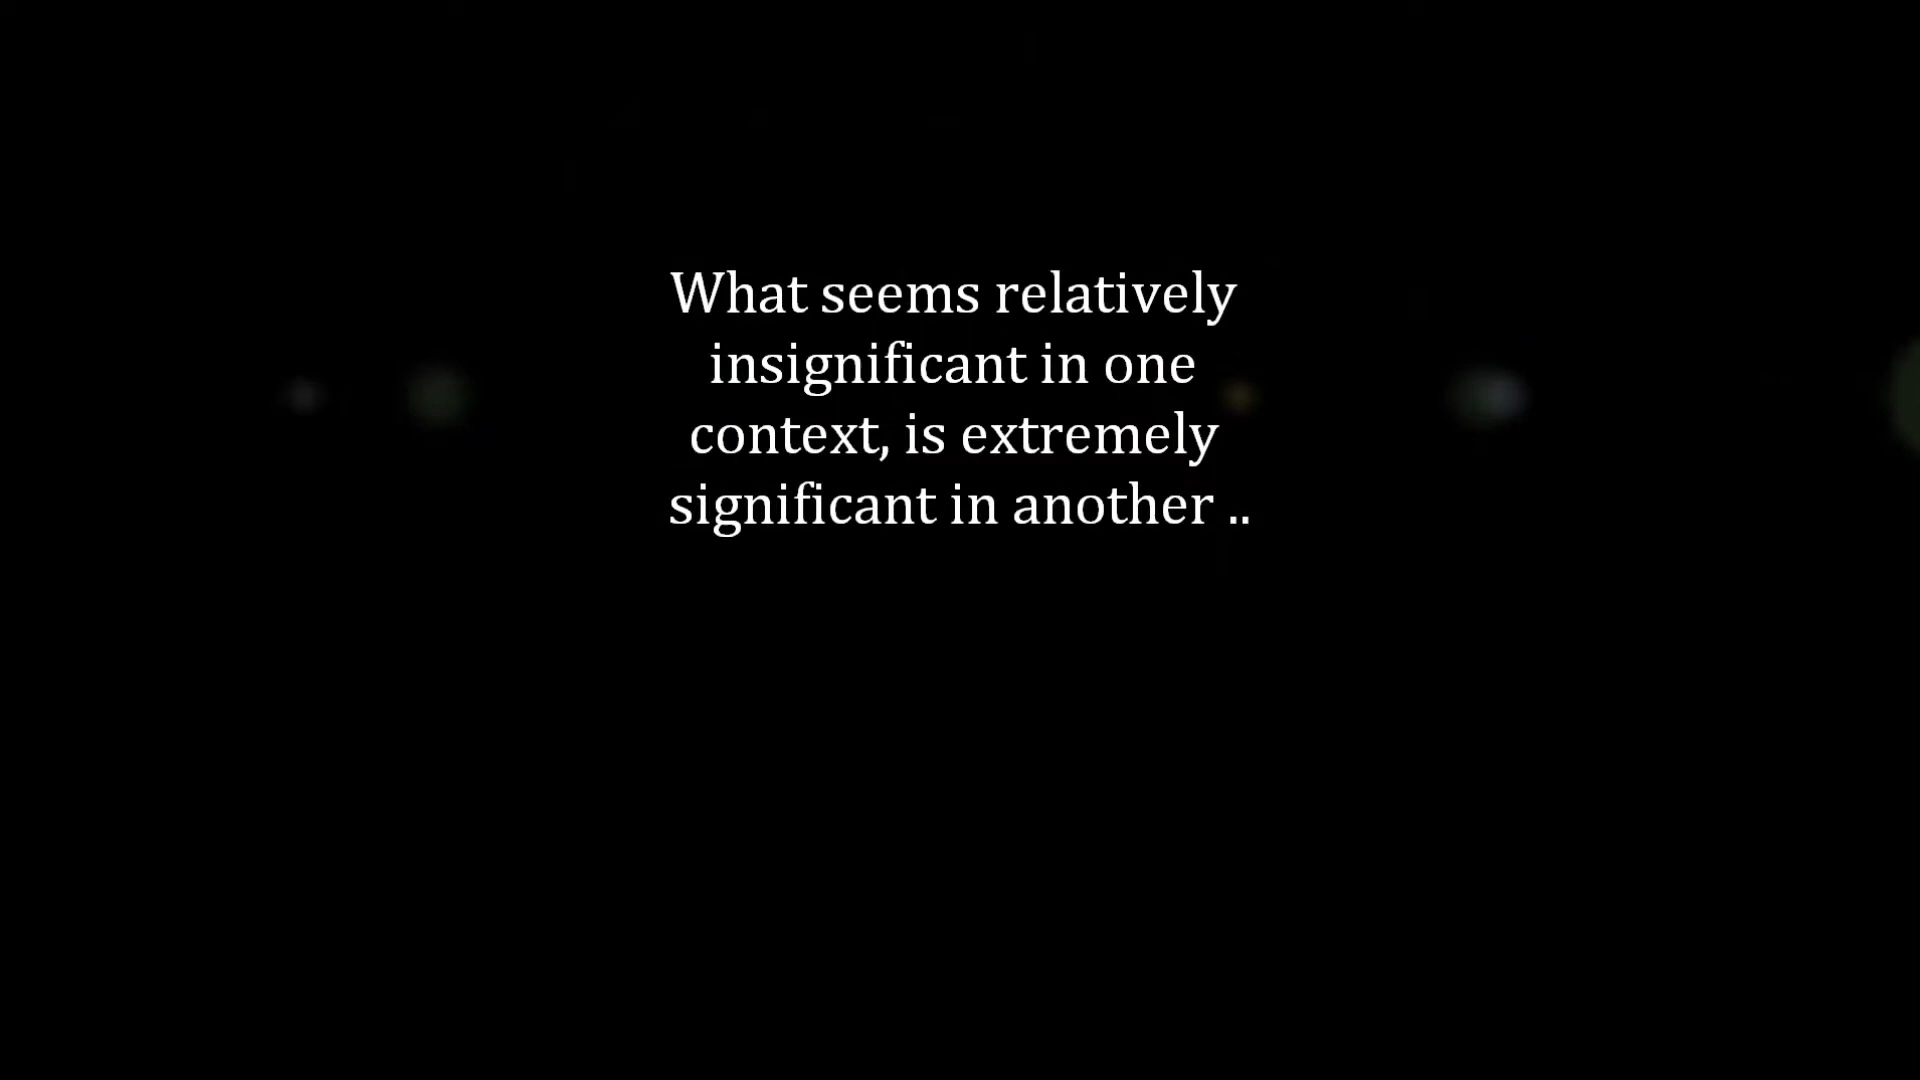 What seems relatively
insignificant in one
context, is extremely
significant in another ..